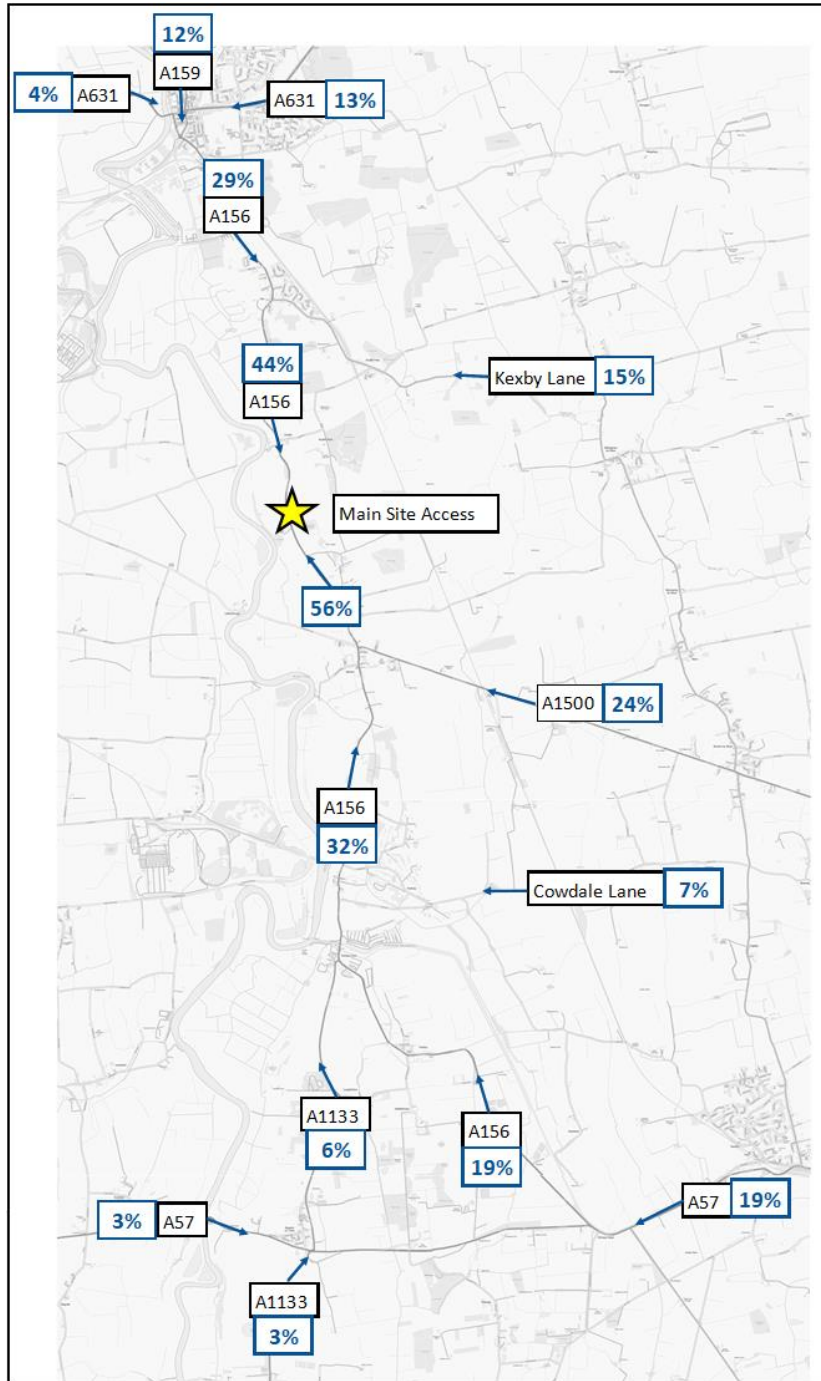 12%
A159
4% A631
A631 13%
29%
A156
44%
A156
Kexby Lane 15%
Main Site Access
56%
A1500 24%
A156
32%
Cowdale Lane 7%
A1133
6%
A156
19%
3% A57
A57 19%
A1133
3%